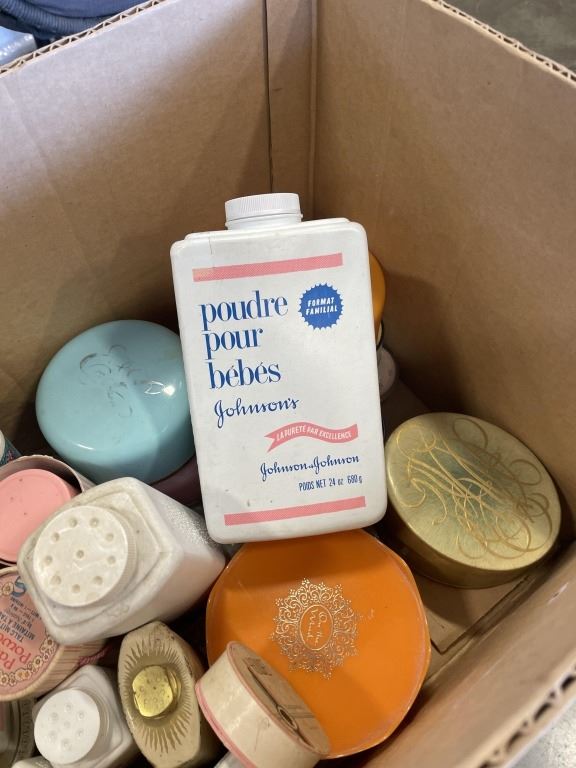 poudre
pour
bébés
FORMAT
FAMILIAL
Johnson's
LA PURETÉ PAR EXCELLENCE
Johnson & Johnson
POIDS NET 24 oz 680 g